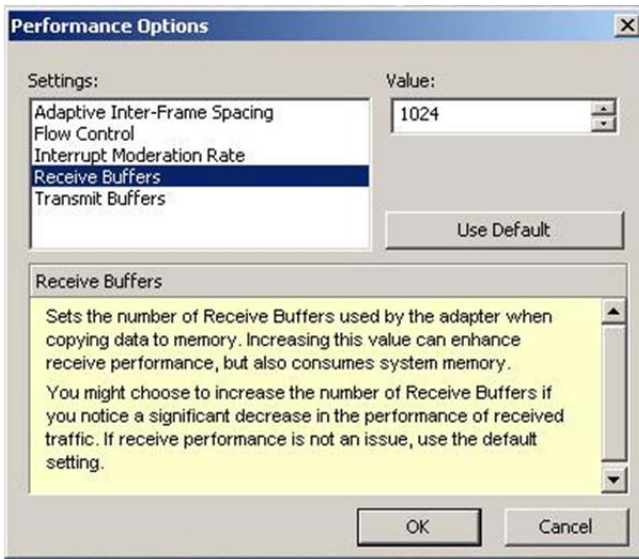 Performance Options
Settings:
Value:
Adaptive Inter-Frame Spacing
Flow Control
Interrupt Moderation Rate
Receive Buffers
Transmit Buffers
1024
Use Default
Receive Buffers
Sets the number of Receive Buffers used by the adapter when
copying data to memory. Increasing this value can enhance
receive performance, but also consumes system memory.
You might choose to increase the number of Receive Buffers if
you notice a significant decrease in the performance of received
traffic. If receive performance is not an issue, use the default
setting.
OK
Cancel